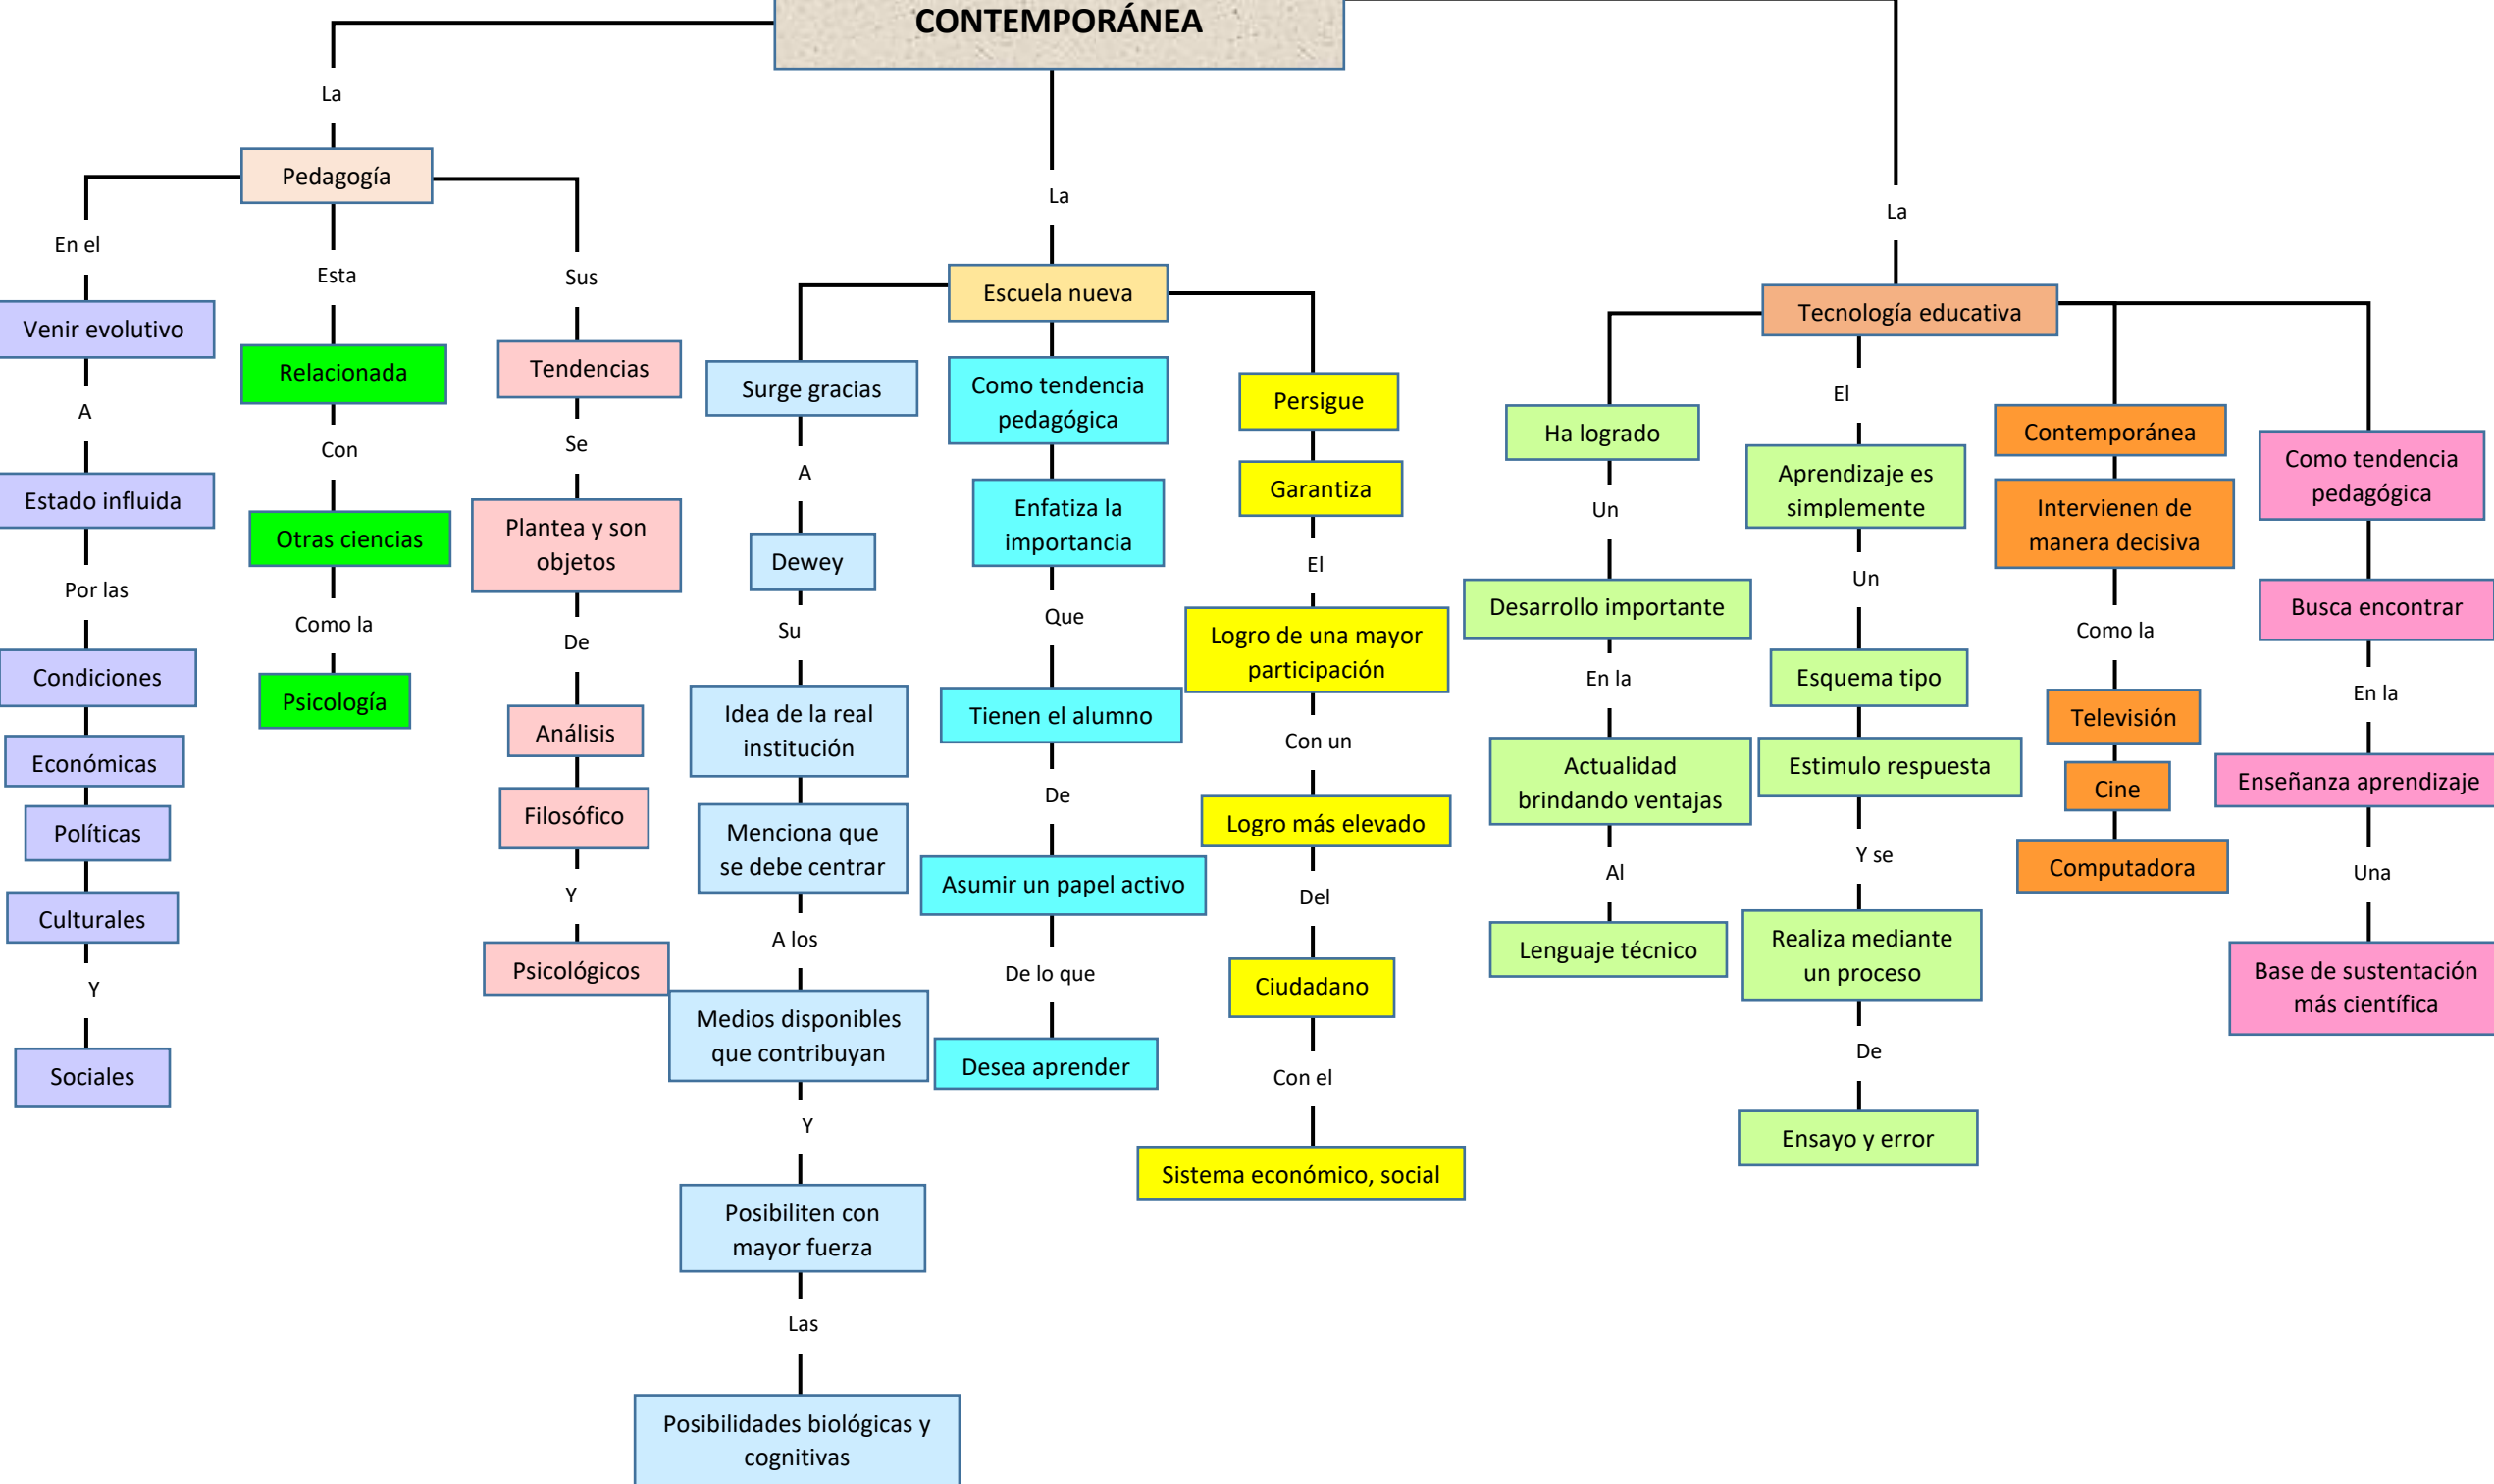 CONTEMPORÁNEA
La
Pedagogía
En el
Venir evolutivo
A
Estado influida
Por las
Condiciones
Económicas
Políticas
Culturales
Y
Sociales
Esta
Relacionada
Con
Otras ciencias
Como la
Psicología
Sus
Tendencias
Se
Plantea y son
objetos
De
Análisis
Filosófico
Y
Psicológicos
La
Escuela nueva
Surge gracias
A
Dewey
Su
Idea de la real
institución
Menciona que
se debe centrar
A los
Medios disponibles
que contribuyan
Y
Posibiliten con
mayor fuerza
Las
Posibilidades biológicas y
cognitivas
Como tendencia
pedagógica
Enfatiza la
importancia
Que
Tienen el alumno
De
Asumir un papel activo
De lo que
Desea aprender
Persigue
Garantiza
El
Logro de una mayor
participación
Con un
Logro más elevado
Del
Ciudadano
Con el
Sistema económico, social
La
Tecnología educativa
Ha logrado
Un
Desarrollo importante
En la
Actualidad
brindando ventajas
Al
Lenguaje técnico
El
Aprendizaje es
simplemente
Un
Esquema tipo
Estimulo respuesta
Y se
Realiza mediante
un proceso
De
Ensayo y error
Contemporánea
Intervienen de
manera decisiva
Como la
Televisión
Cine
Computadora
Como tendencia
pedagógica
Busca encontrar
En la
Enseñanza aprendizaje
Una
Base de sustentación
más científica